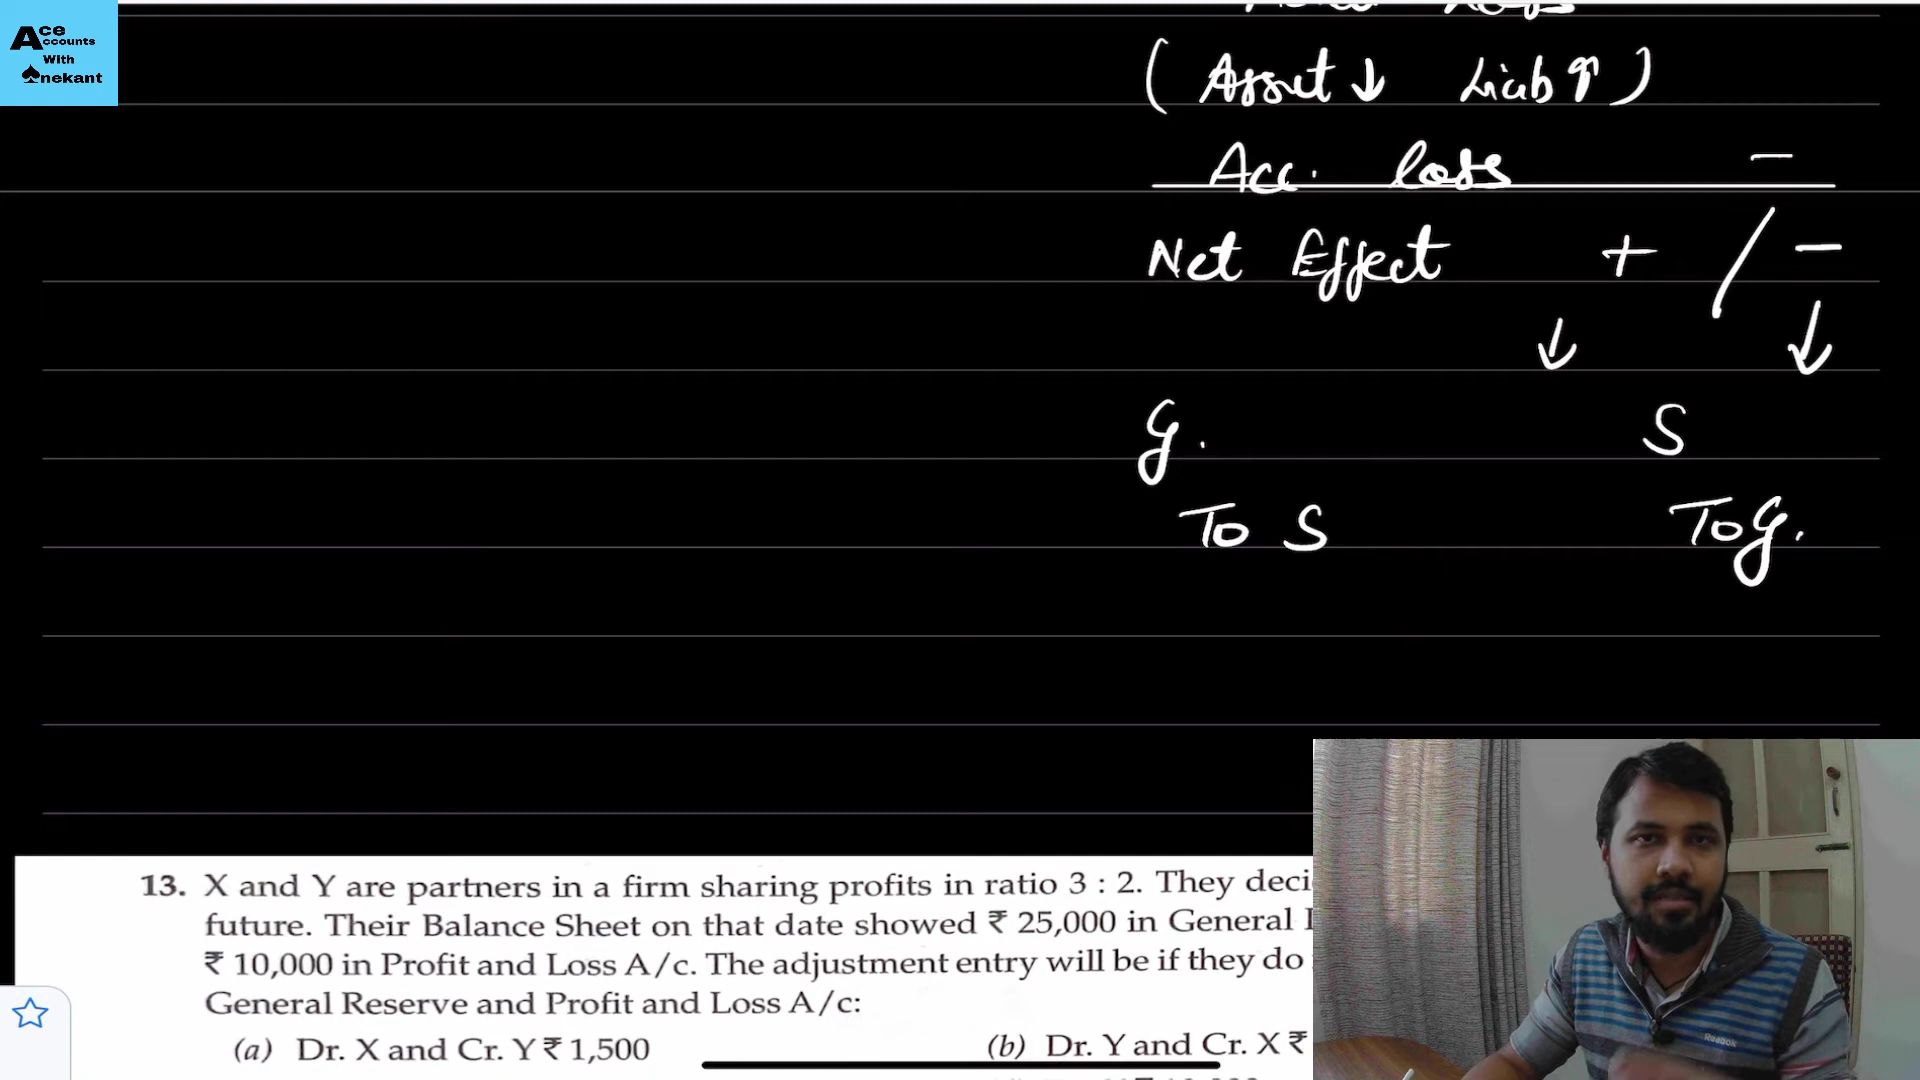 Ace
Accounts
With
Anekant
( Asset ↓ Liab ↑ )
Acc. loss -
Net Effect + / -
↓ ↓
G. S
To S To G.
13. X and Y are partners in a firm sharing profits in ratio 3 : 2. They deci
future. Their Balance Sheet on that date showed ₹ 25,000 in General
₹ 10,000 in Profit and Loss A/c. The adjustment entry will be if they do
General Reserve and Profit and Loss A/c:
(a) Dr. X and Cr. Y ₹ 1,500
(b) Dr. Y and Cr. X ₹
Reebok